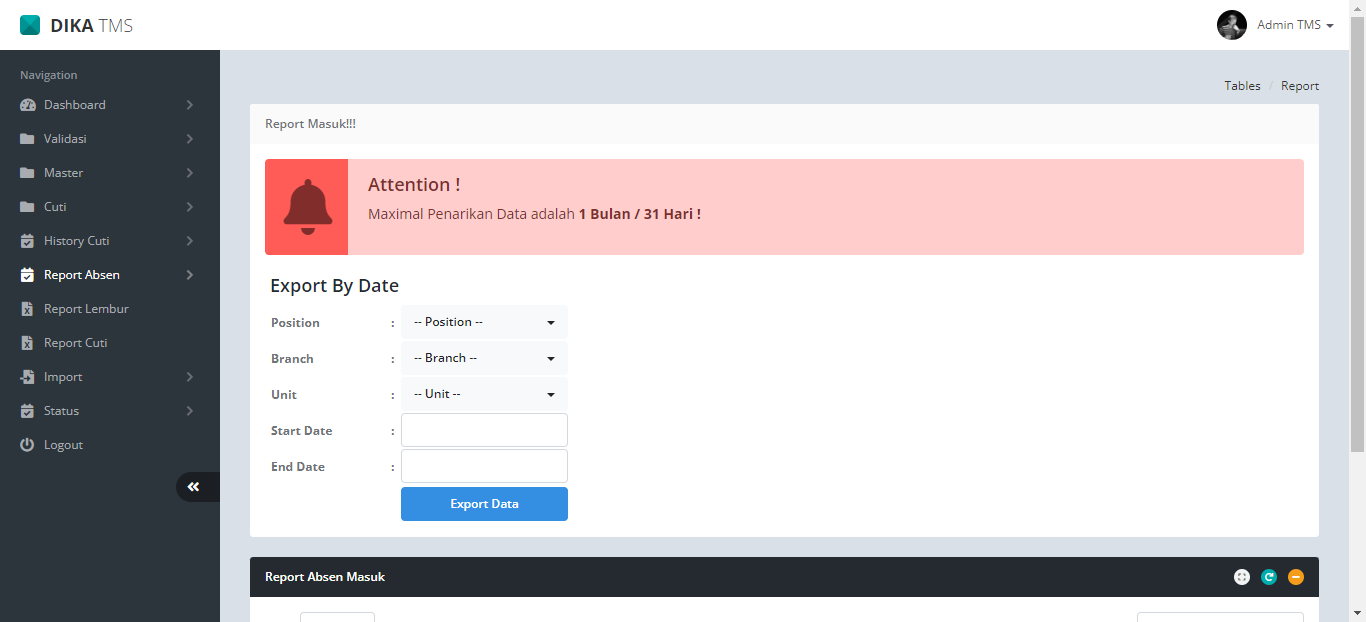 DIKA TMS
Admin TMS
Navigation
Dashboard
Validasi
Master
Cuti
History Cuti
Report Absen
Report Lembur
Report Cuti
Import
Status
Logout
Tables / Report
Report Masuk!!!
Attention !
Maximal Penarikan Data adalah 1 Bulan / 31 Hari !
Export By Date
Position : -- Position --
Branch : -- Branch --
Unit : -- Unit --
Start Date :
End Date :
Export Data
Report Absen Masuk